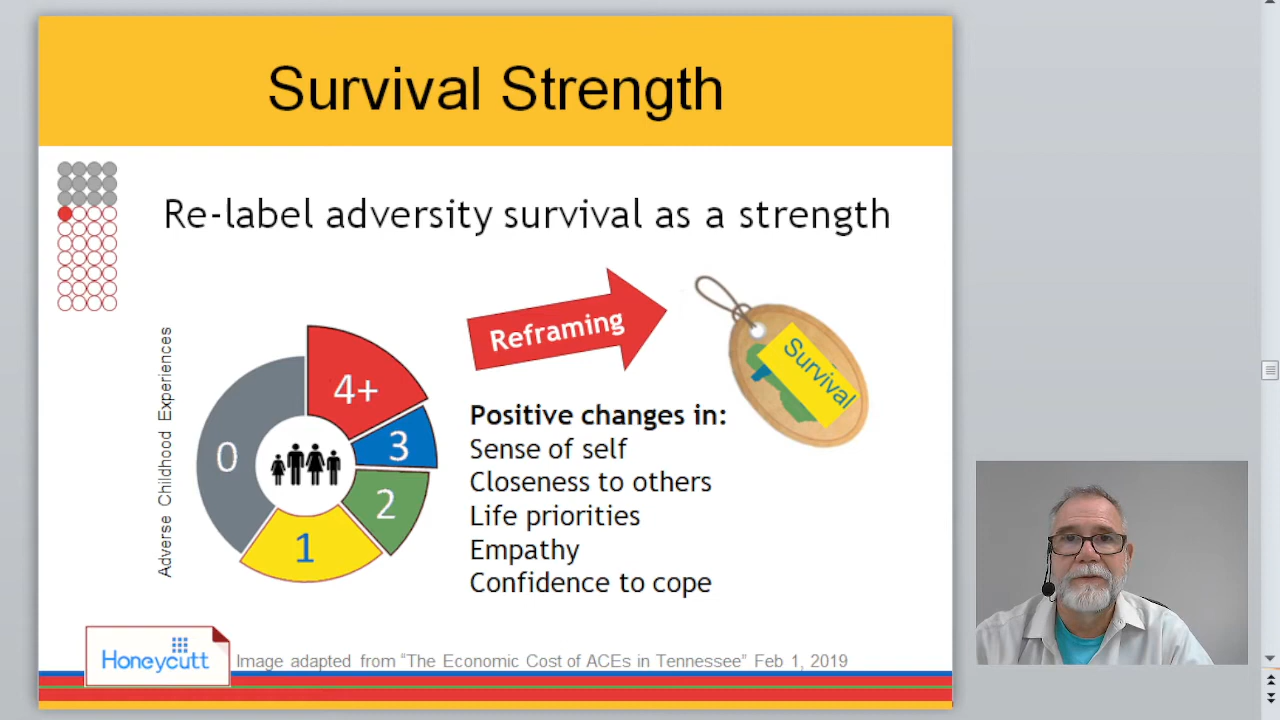 Survival Strength
Re-label adversity survival as a strength
Reframing
Survival
Adverse Childhood Experiences
0
4+
3
2
1
Positive changes in:
Sense of self
Closeness to others
Life priorities
Empathy
Confidence to cope
Honeycutt
Image adapted from “The Economic Cost of ACEs in Tennessee” Feb 1, 2019